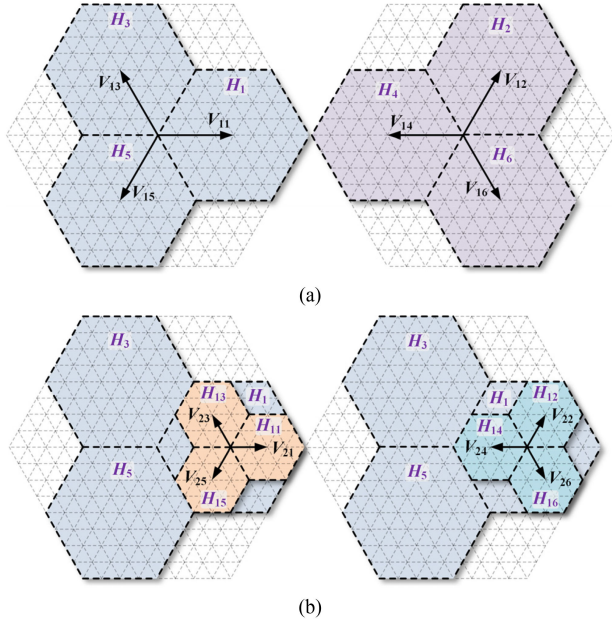 H3 H2
H1 H4
V13 V12
V11 V14
H5 H6
V15 V16
(a)
H3 H3
H13 H1 H1 H12
V23 H11 H14 V22
V21 V24
H5 V25 H5 V26
H15 H16
(b)